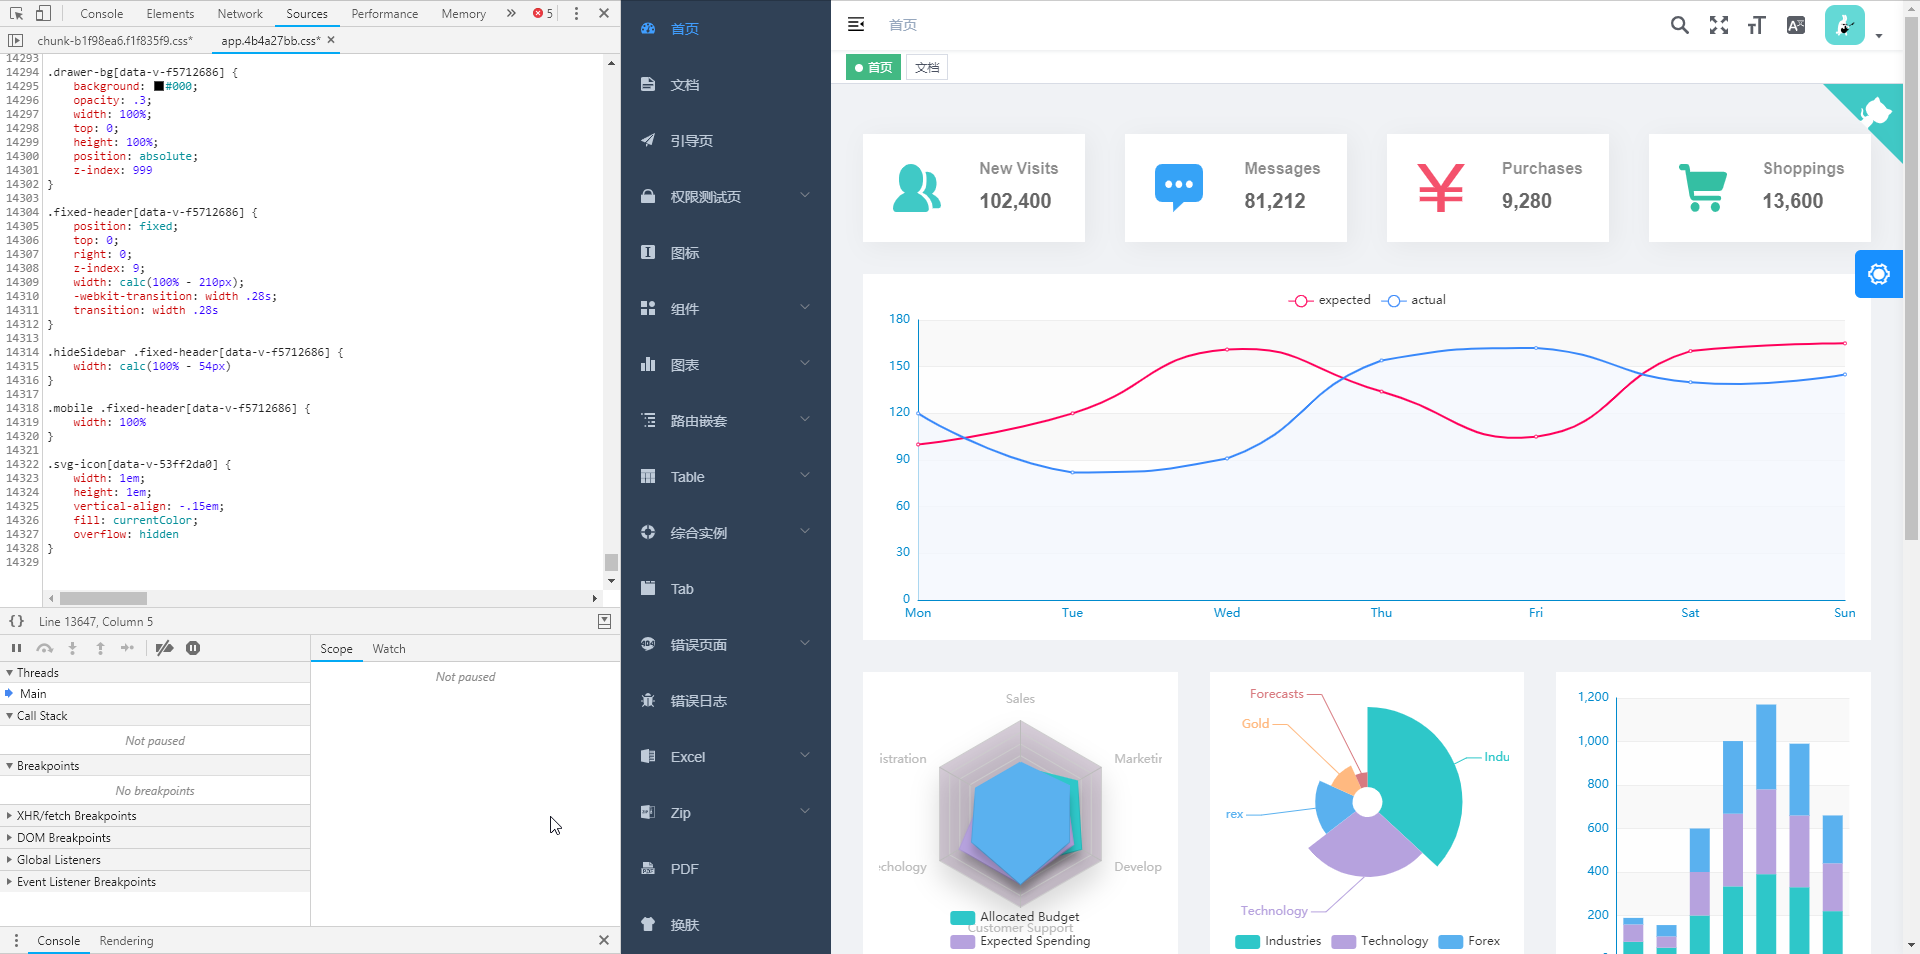 Console Elements Network Sources Performance Memory » 5
chunk-b1f98ea6.f1f835f9.css* app.4b4a27bb.css* ×
14293
14294 .drawer-bg[data-v-f5712686] {
14295 background: #000;
14296 opacity: .3;
14297 width: 100%;
14298 top: 0;
14299 height: 100%;
14300 position: absolute;
14301 z-index: 999
14302 }
14303
14304 .fixed-header[data-v-f5712686] {
14305 position: fixed;
14306 top: 0;
14307 right: 0;
14308 z-index: 9;
14309 width: calc(100% - 210px);
14310 -webkit-transition: width .28s;
14311 transition: width .28s
14312 }
14313
14314 .hideSidebar .fixed-header[data-v-f5712686] {
14315 width: calc(100% - 54px)
14316 }
14317
14318 .mobile .fixed-header[data-v-f5712686] {
14319 width: 100%
14320 }
14321
14322 .svg-icon[data-v-53ff2da0] {
14323 width: 1em;
14324 height: 1em;
14325 vertical-align: -.15em;
14326 fill: currentColor;
14327 overflow: hidden
14328 }
14329
{} Line 13647, Column 5
Scope Watch
Not paused
Threads
Main
Call Stack
Not paused
Breakpoints
No breakpoints
XHR/fetch Breakpoints
DOM Breakpoints
Global Listeners
Event Listener Breakpoints
Console Rendering
首页
文档
引导页
权限测试页
图标
组件
图表
路由嵌套
Table
综合实例
Tab
错误页面
错误日志
Excel
Zip
PDF
换肤
首页
首页 文档
New Visits
102,400
Messages
81,212
Purchases
9,280
Shoppings
13,600
expected actual
180
150
120
90
60
30
0
Mon Tue Wed Thu Fri Sat Sun
Sales
istration
Marketin
echnology
Develop
Customer Support
Allocated Budget
Expected Spending
Forecasts
Gold
Indu
rex
Technology
Industries Technology Forex
1,200
1,000
800
600
400
200